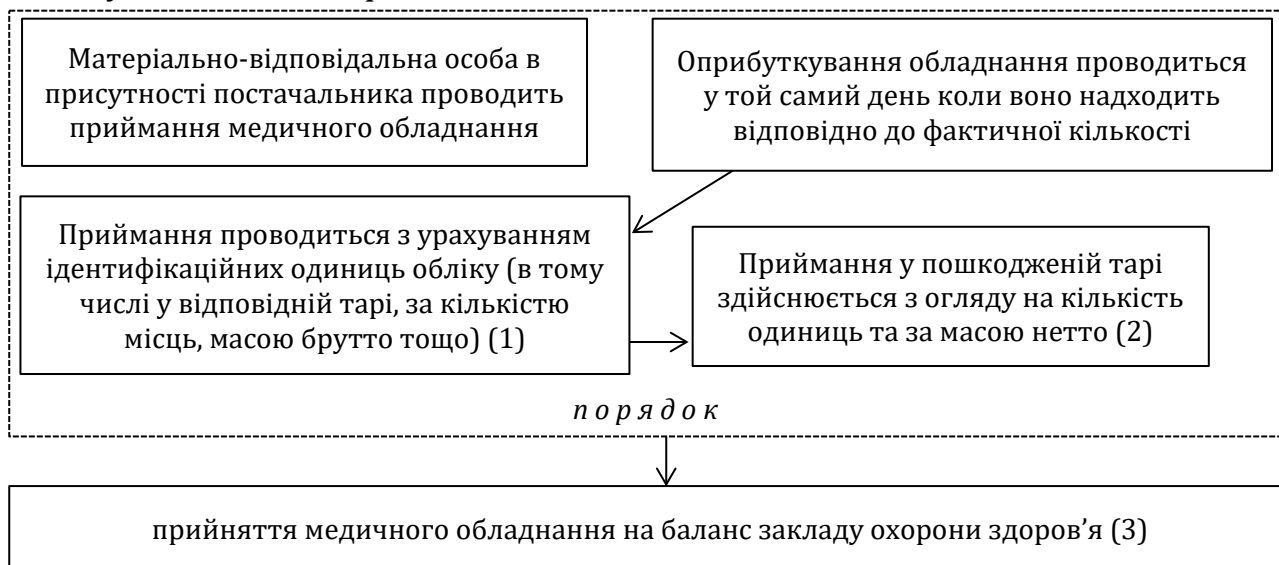 Матеріально-відповідальна особа в
присутності постачальника проводить
приймання медичного обладнання
Оприбуткування обладнання проводиться
у той самий день коли воно надходить
відповідно до фактичної кількості
Приймання проводиться з урахуванням
ідентифікаційних одиниць обліку (в тому
числі у відповідній тарі, за кількістю
місць, масою брутто тощо) (1)
Приймання у пошкодженій тарі
здійснюється з огляду на кількість
одиниць та за масою нетто (2)
п о р я д о к
прийняття медичного обладнання на баланс закладу охорони здоров’я (3)